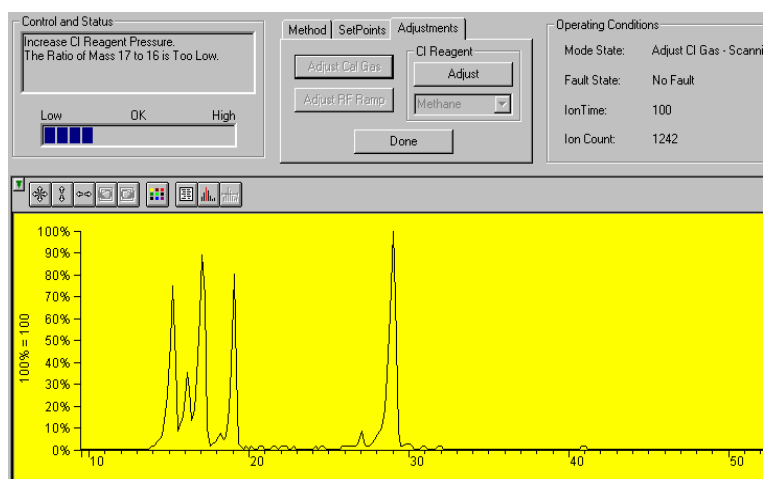 Control and Status
Increase CI Reagent Pressure.
The Ratio of Mass 17 to 16 is Too Low.
Low OK High
Method SetPoints Adjustments
Adjust Cal Gas
Adjust RF Ramp
CI Reagent
Adjust
Methane
Done
Operating Conditions
Mode State: Adjust CI Gas - Scanni
Fault State: No Fault
IonTime: 100
Ion Count: 1242
100%
90%
80%
70%
60%
50%
40%
30%
20%
10%
0%
100% = 100
10 20 30 40 50